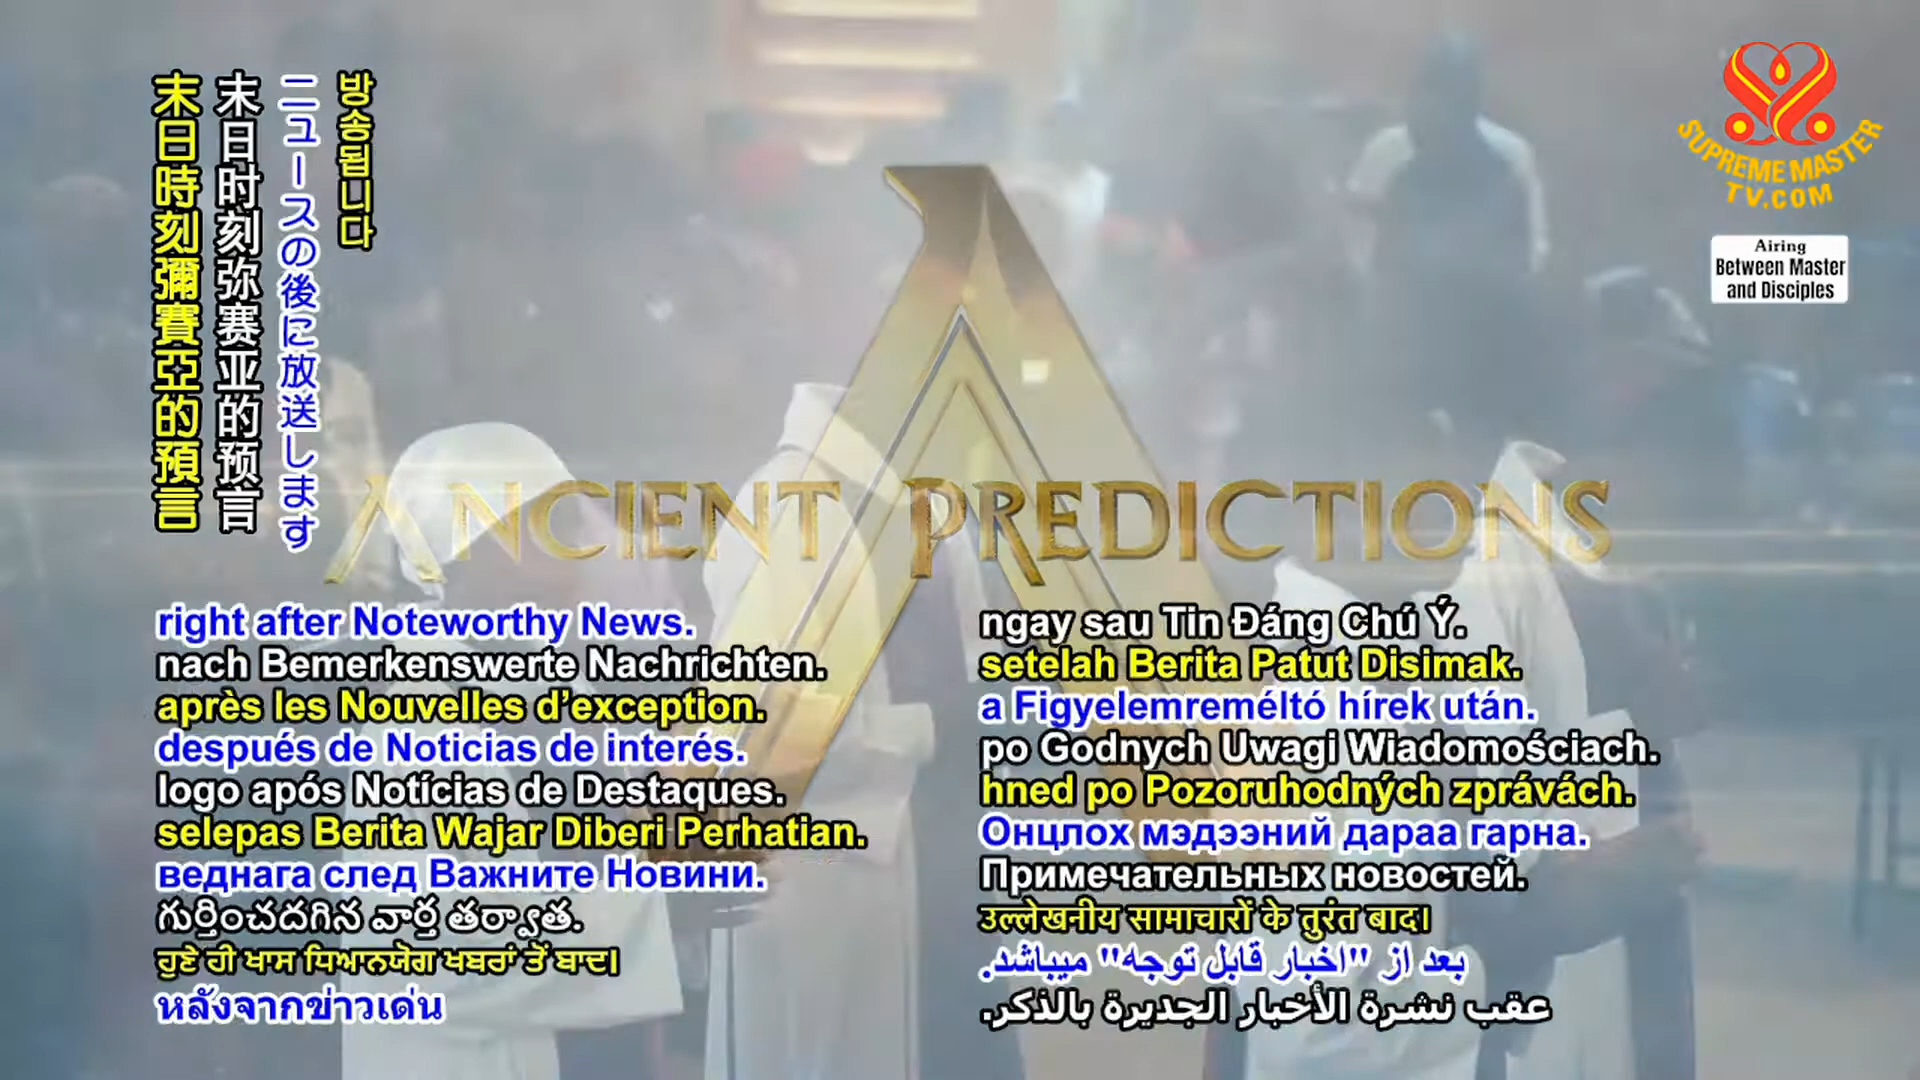 末日時刻彌賽亞的預言
末日时刻弥赛亚的预言
ニュースの後に放送します
방송됩니다
SUPREME MASTER
TV.COM
Airing
Between Master
and Disciples
ANCIENT PREDICTIONS
right after Noteworthy News.
nach Bemerkenswerte Nachrichten.
après les Nouvelles d’exception.
después de Noticias de interés.
logo após Notícias de Destaques.
selepas Berita Wajar Diberi Perhatian.
веднага след Важните Новини.
గుర్తించదగిన వార్త తర్వాత.
ਹੁਣੇ ਹੀ ਖਾਸ ਧਿਆਨਯੋਗ ਖਬਰਾਂ ਤੋਂ ਬਾਦ।
หลังจากข่าวเด่น
ngay sau Tin Đáng Chú Ý.
setelah Berita Patut Disimak.
a Figyelemreméltó hírek után.
po Godnych Uwagi Wiadomościach.
hned po Pozoruhodných zprávách.
Онцлох мэдээний дараа гарна.
Примечательных новостей.
उल्लेखनीय सामाचारों के तुरंत बाद।
بعد از "اخبار قابل توجه" میباشد.
عقب نشرة الأخبار الجديرة بالذكر.